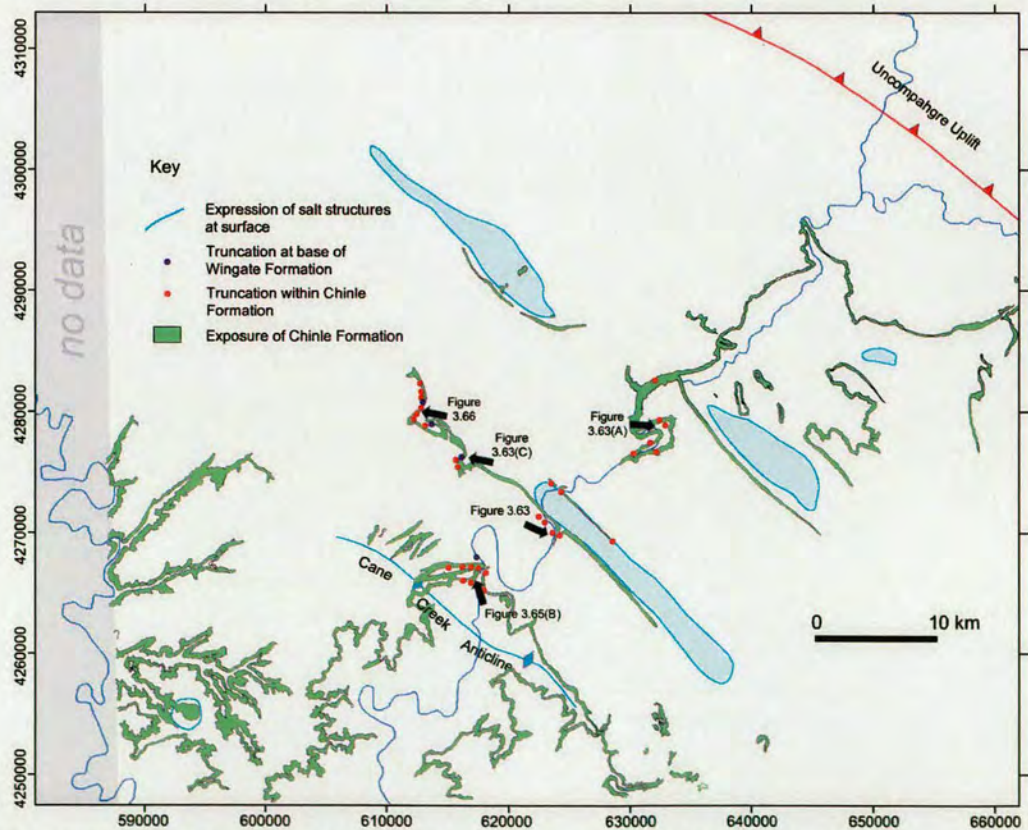 4310000
4300000
4290000
4280000
4270000
4260000
4250000
590000
600000
610000
620000
630000
640000
650000
660000
no data
Key
Expression of salt structures
at surface
Truncation at base of
Wingate Formation
Truncation within Chinle
Formation
Exposure of Chinle Formation
Uncompahgre Uplift
Figure
3.66
Figure
3.63(C)
Figure
3.63(A)
Figure 3.63
Figure 3.65(B)
Cane
Creek
Anticline
0
10 km